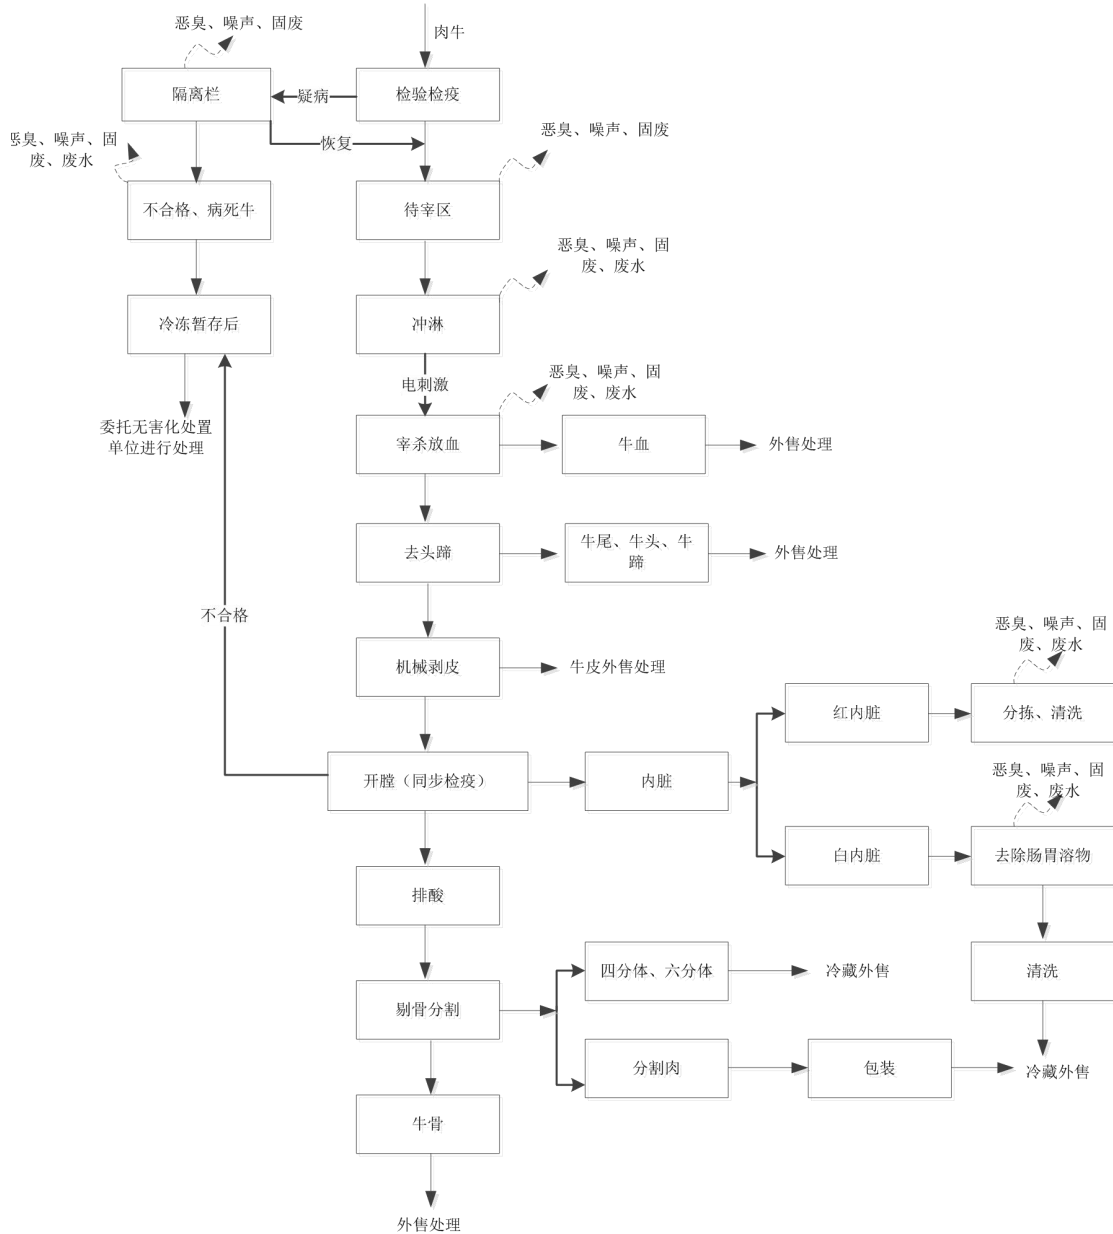 恶臭、噪声、固废
肉牛
隔离栏
疑病
检验检疫
恶臭、噪声、固
废、废水
恢复
恶臭、噪声、固废
不合格、病死牛
待宰区
恶臭、噪声、固
废、废水
冷冻暂存后
冲淋
电刺激
恶臭、噪声、固
废、废水
委托无害化处置
单位进行处理
宰杀放血
牛血
外售处理
去头蹄
牛尾、牛头、牛
蹄
外售处理
不合格
机械剥皮
牛皮外售处理
恶臭、噪声、固
废、废水
红内脏
分拣、清洗
开膛（同步检疫）
内脏
恶臭、噪声、固
废、废水
白内脏
去除肠胃溶物
排酸
四分体、六分体
冷藏外售
清洗
剔骨分割
分割肉
包装
冷藏外售
牛骨
外售处理